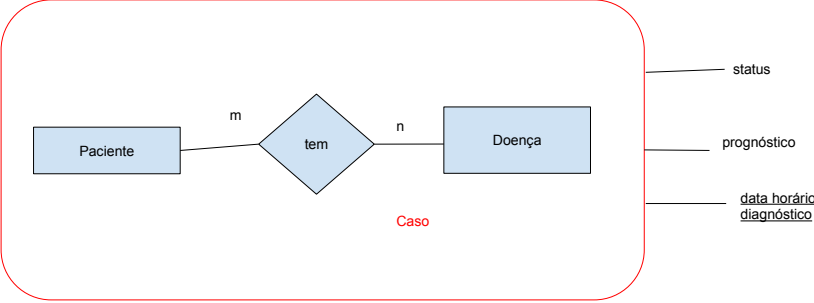 status
m
n
Paciente
tem
Doença
prognóstico
data horário
diagnóstico
Caso